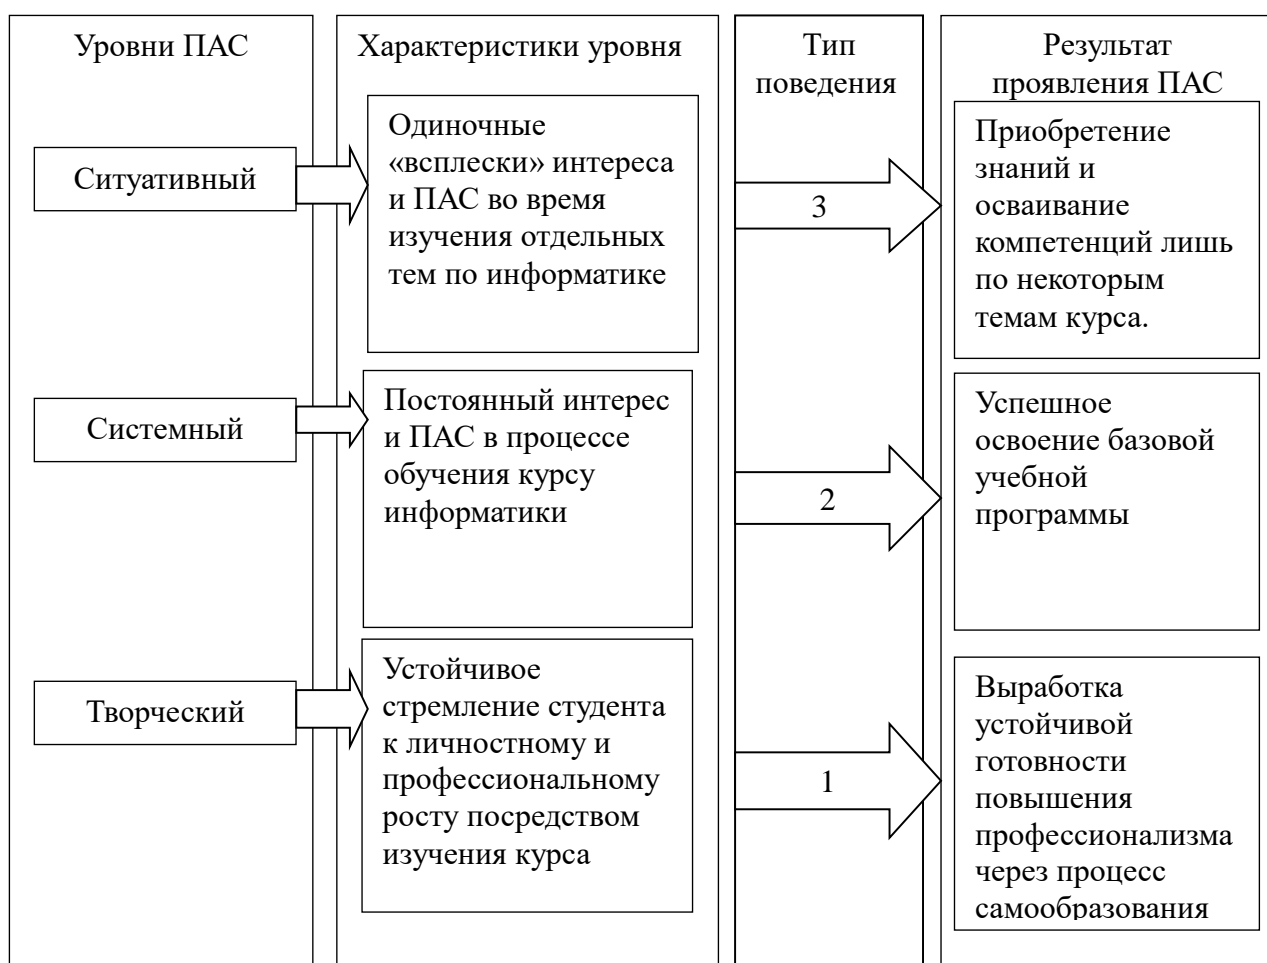 Уровни ПАС
Характеристики уровня
Тип
поведения
Результат
проявления ПАС
Ситуативный
Одиночные
«всплески» интереса
и ПАС во время
изучения отдельных
тем по информатике
3
Приобретение
знаний и
осваивание
компетенций лишь
по некоторым
темам курса.
Системный
Постоянный интерес
и ПАС в процессе
обучения курсу
информатики
2
Успешное
освоение базовой
учебной
программы
Творческий
Устойчивое
стремление студента
к личностному и
профессиональному
росту посредством
изучения курса
1
Выработка
устойчивой
готовности
повышения
профессионализма
через процесс
самообразования